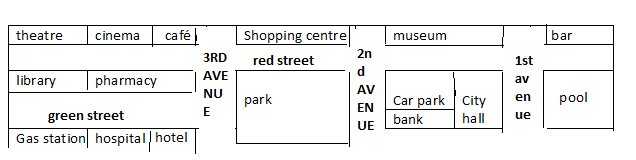 theatre cinema café Shopping centre museum bar
3RD
AVE
NU
E
red street
2n
d
AV
EN
UE
1st
av
en
ue
library pharmacy
park
Car park
City
hall
pool
green street
bank
Gas station hospital hotel